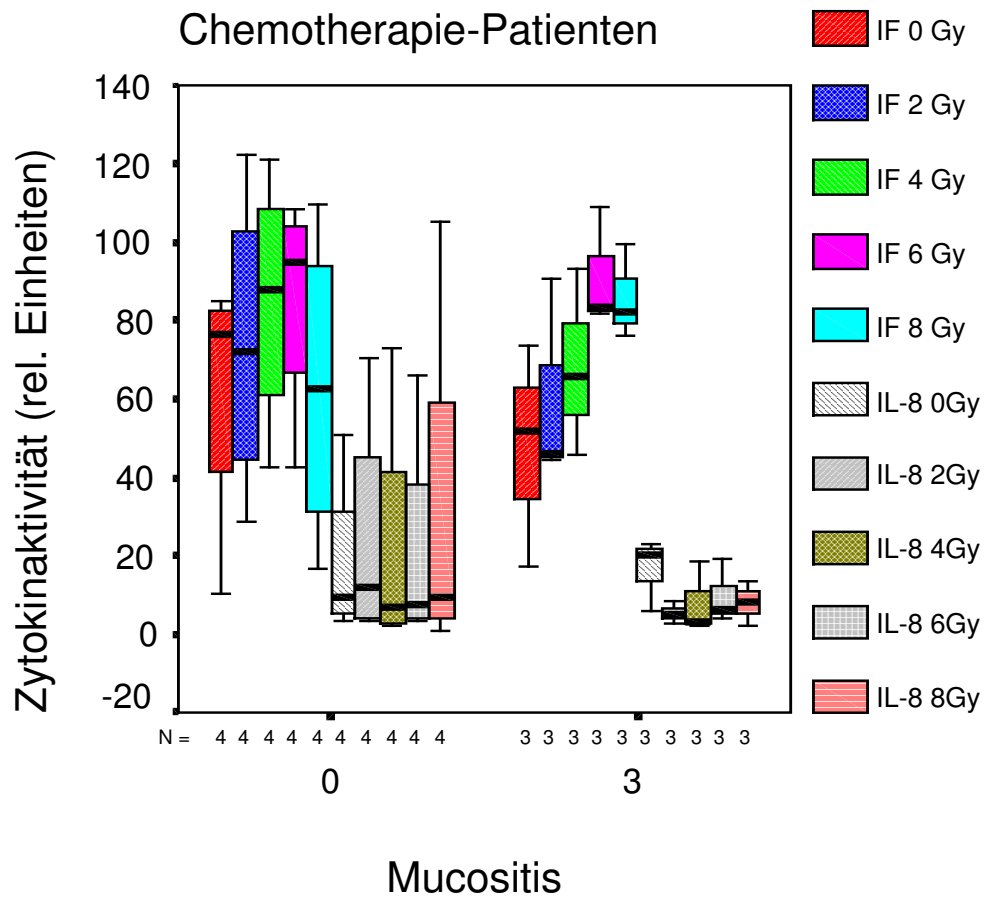 Chemotherapie-Patienten
Zytokinaktivität (rel. Einheiten)
140
120
100
80
60
40
20
0
-20
N = 4 4 4 4 4 4 4 4 4 4 3 3 3 3 3 3 3 3 3 3
0 3
Mucositis
IF 0 Gy
IF 2 Gy
IF 4 Gy
IF 6 Gy
IF 8 Gy
IL-8 0Gy
IL-8 2Gy
IL-8 4Gy
IL-8 6Gy
IL-8 8Gy